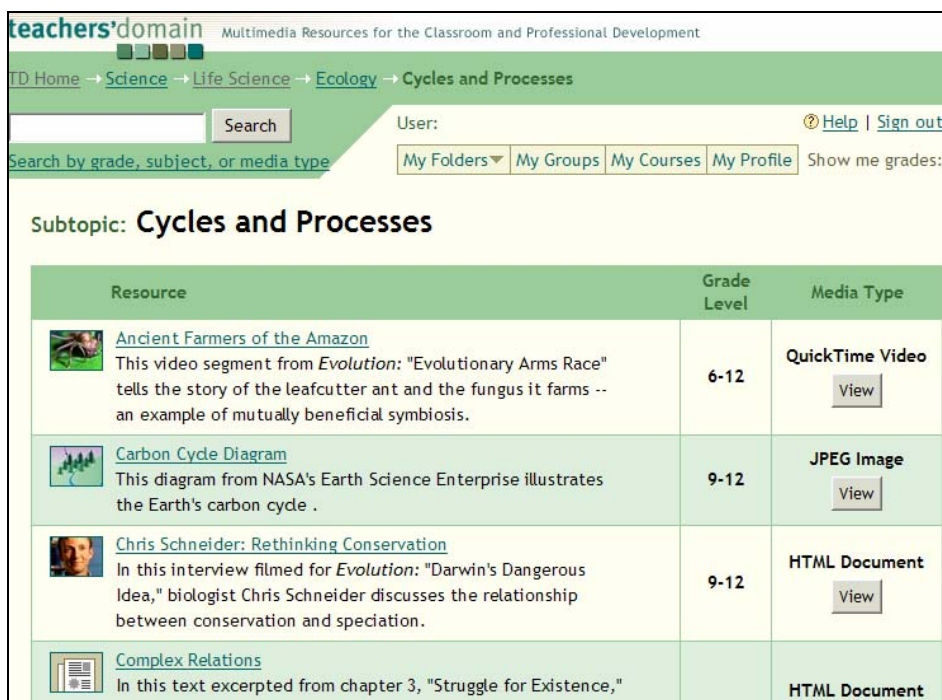 teachers'domain Multimedia Resources for the Classroom and Professional Development
TD Home → Science → Life Science → Ecology → Cycles and Processes
Search
User:
Help | Sign out
Search by grade, subject, or media type
My Folders My Groups My Courses My Profile Show me grades:
Subtopic: Cycles and Processes
Resource
Grade
Level
Media Type
Ancient Farmers of the Amazon
This video segment from Evolution: "Evolutionary Arms Race"
tells the story of the leafcutter ant and the fungus it farms --
an example of mutually beneficial symbiosis.
6-12
QuickTime Video
View
Carbon Cycle Diagram
This diagram from NASA's Earth Science Enterprise illustrates
the Earth's carbon cycle .
9-12
JPEG Image
View
Chris Schneider: Rethinking Conservation
In this interview filmed for Evolution: "Darwin's Dangerous
Idea," biologist Chris Schneider discusses the relationship
between conservation and speciation.
9-12
HTML Document
View
Complex Relations
In this text excerpted from chapter 3, "Struggle for Existence,"
HTML Document